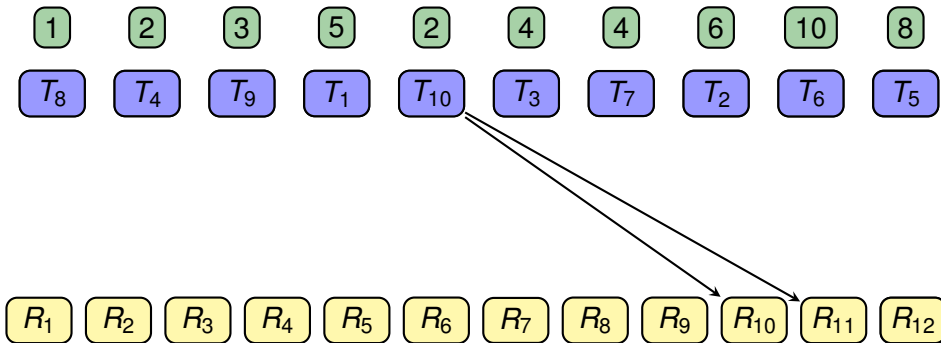 1 2 3 5 2 4 4 6 10 8
T₈ T₄ T₉ T₁ T₁₀ T₃ T₇ T₂ T₆ T₅
R₁ R₂ R₃ R₄ R₅ R₆ R₇ R₈ R₉ R₁₀ R₁₁ R₁₂